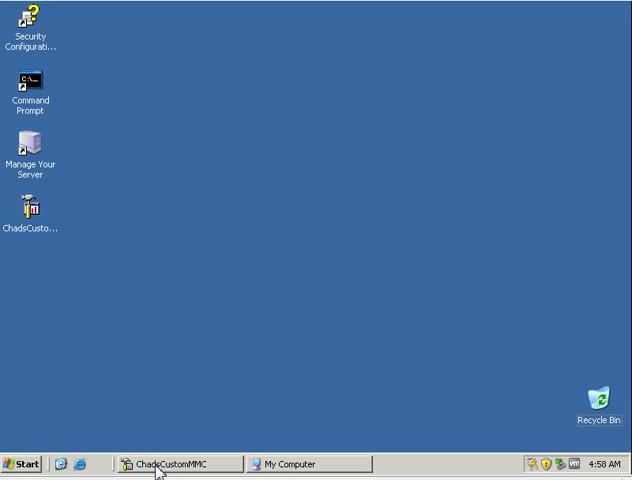 Security
Configurati...
C:\...
Command
Prompt
Manage Your
Server
ChadsCusto...
Recycle Bin
Start
ChadsCustomMMC
My Computer
4:58 AM